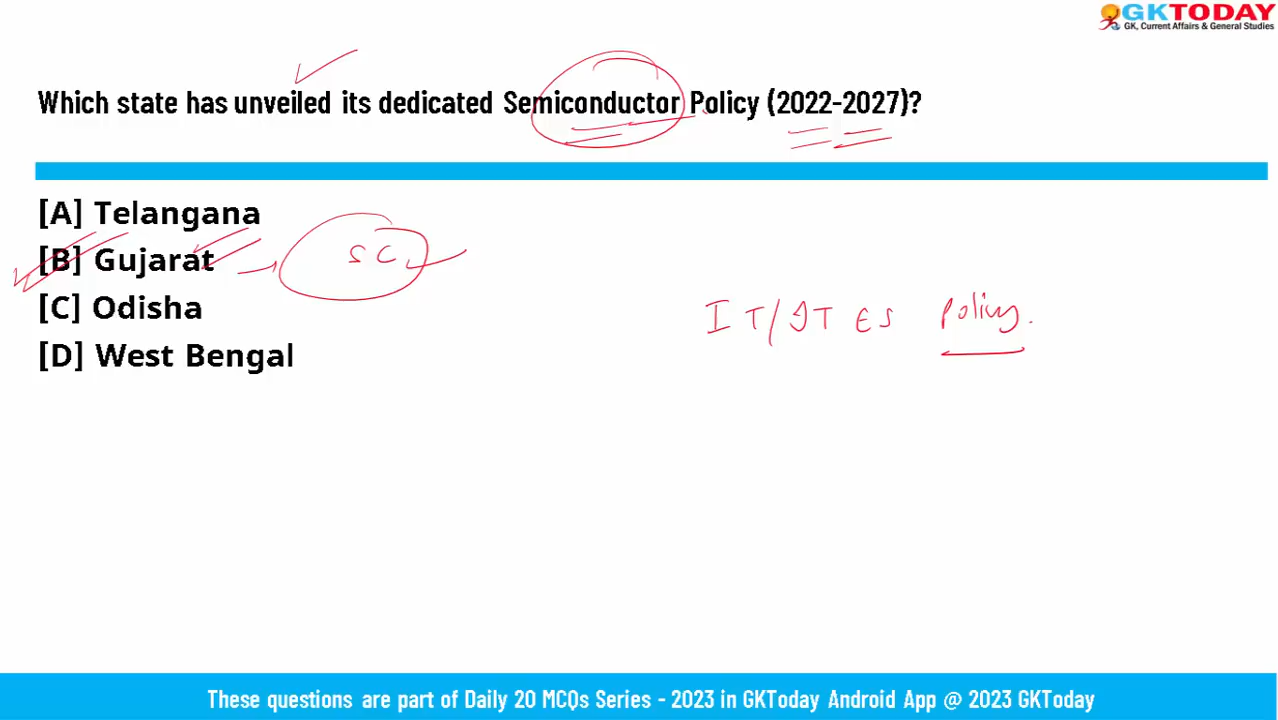 GKTODAY
GK, Current Affairs & General Studies
Which state has unveiled its dedicated Semiconductor Policy (2022-2027)?
[A] Telangana
[B] Gujarat
SC
[C] Odisha
IT/ITES Policy.
[D] West Bengal
These questions are part of Daily 20 MCQs Series - 2023 in GKToday Android App @ 2023 GKToday